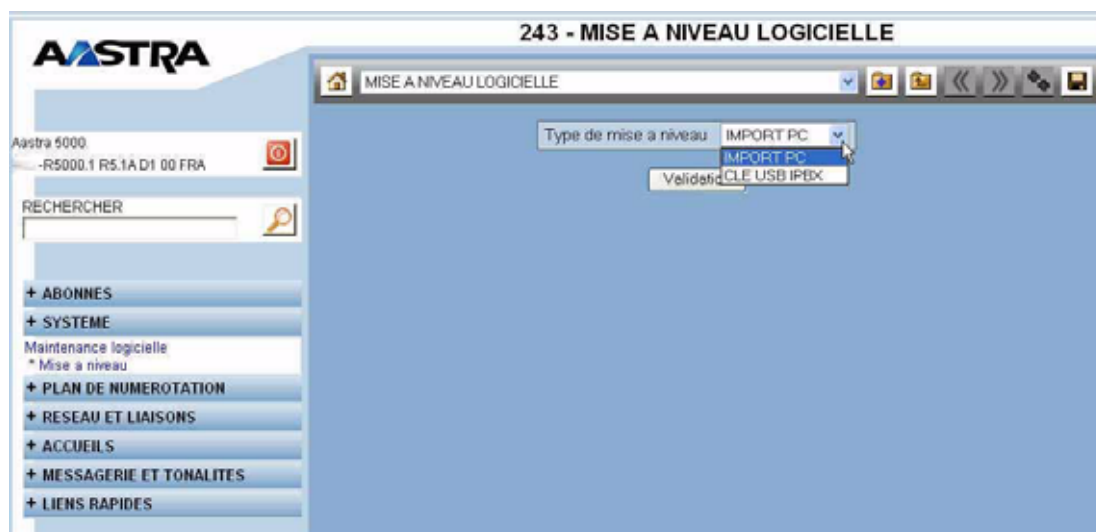 243 - MISE A NIVEAU LOGICIELLE
AASTRA
MISE A NIVEAU LOGICIELLE
Aastra 5000
-R5000.1 R5.1A D1 00 FRA
Type de mise a niveau IMPORT PC
IMPORT PC
CLE USB IPBX
Validatio
RECHERCHER
+ ABONNES
+ SYSTEME
Maintenance logicielle
* Mise a niveau
+ PLAN DE NUMEROTATION
+ RESEAU ET LIAISONS
+ ACCUEILS
+ MESSAGERIE ET TONALITES
+ LIENS RAPIDES